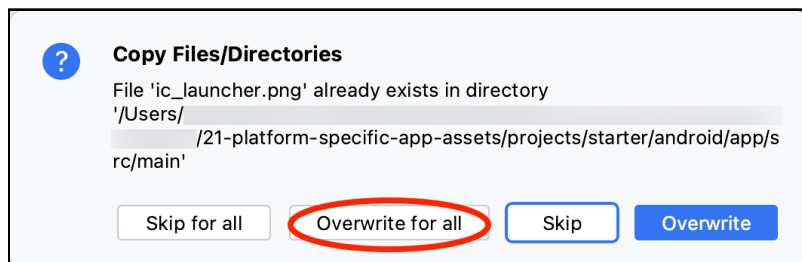 Copy Files/Directories
File 'ic_launcher.png' already exists in directory
'/Users/
/21-platform-specific-app-assets/projects/starter/android/app/s
rc/main'
Skip for all Overwrite for all Skip Overwrite